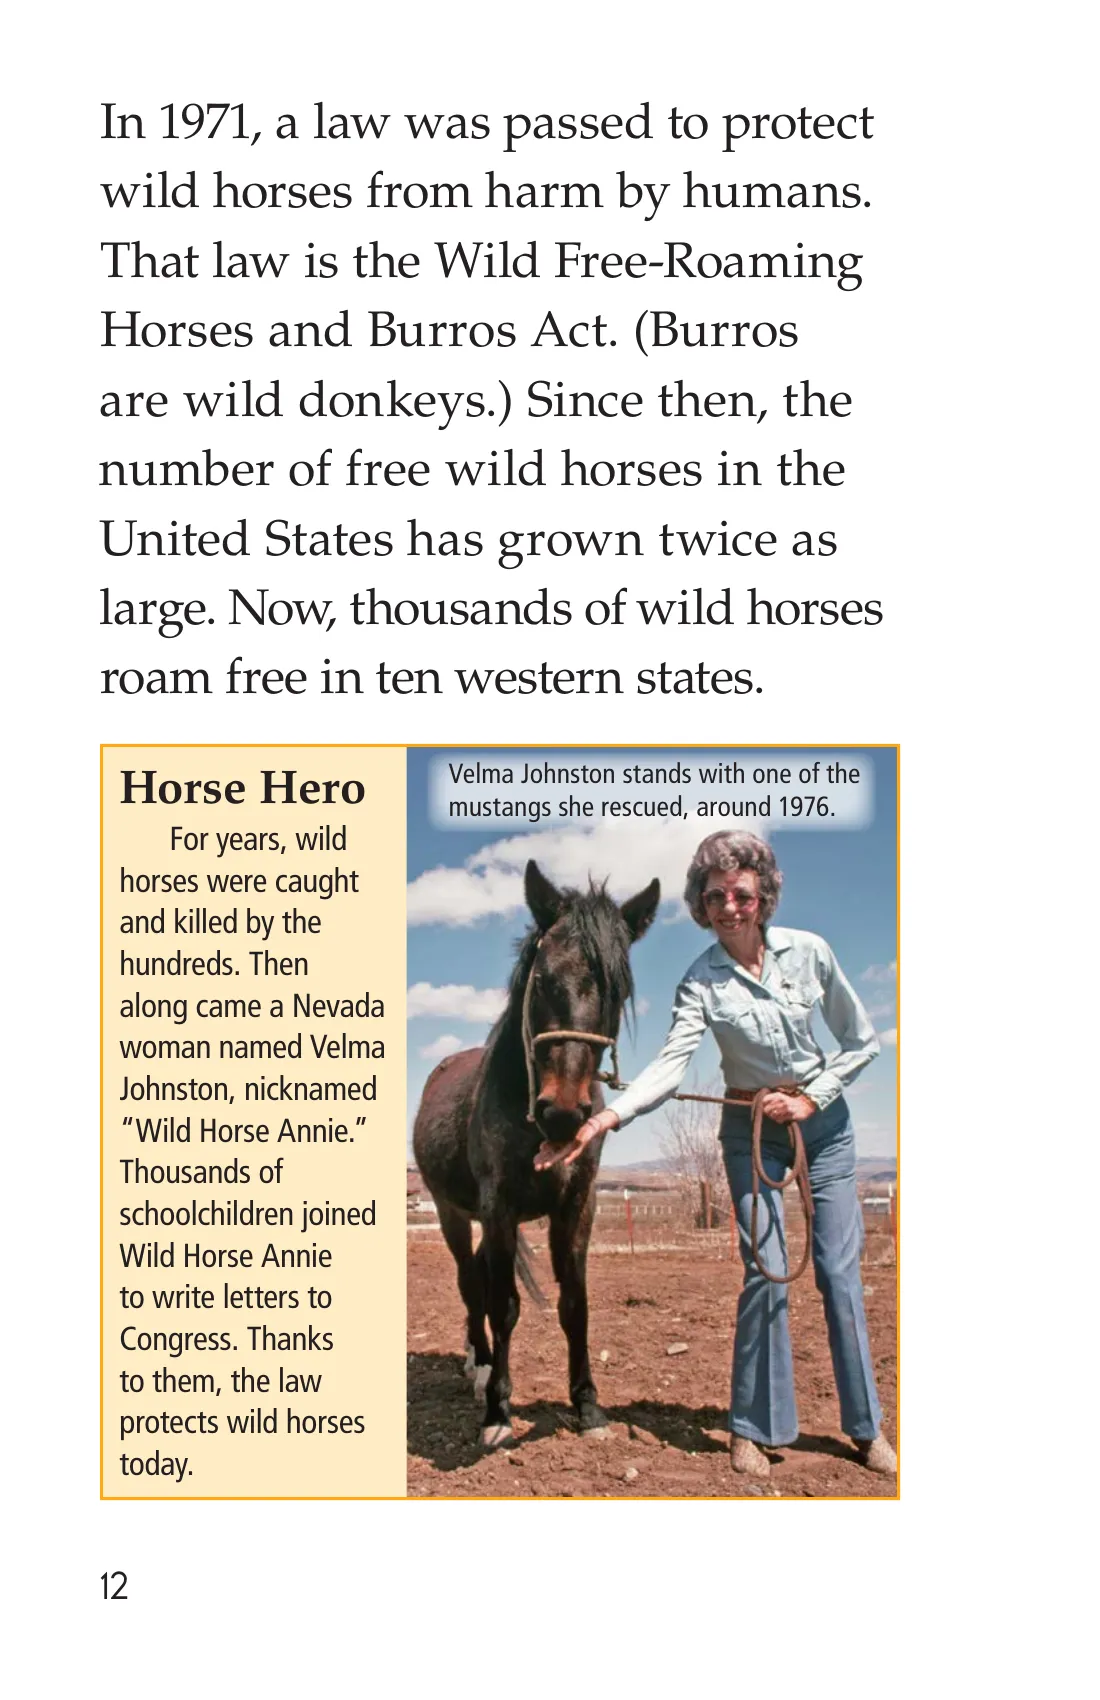 In 1971, a law was passed to protect
wild horses from harm by humans.
That law is the Wild Free-Roaming
Horses and Burros Act. (Burros
are wild donkeys.) Since then, the
number of free wild horses in the
United States has grown twice as
large. Now, thousands of wild horses
roam free in ten western states.
Horse Hero
For years, wild
horses were caught
and killed by the
hundreds. Then
along came a Nevada
woman named Velma
Johnston, nicknamed
“Wild Horse Annie.”
Thousands of
schoolchildren joined
Wild Horse Annie
to write letters to
Congress. Thanks
to them, the law
protects wild horses
today.
Velma Johnston stands with one of the
mustangs she rescued, around 1976.
12